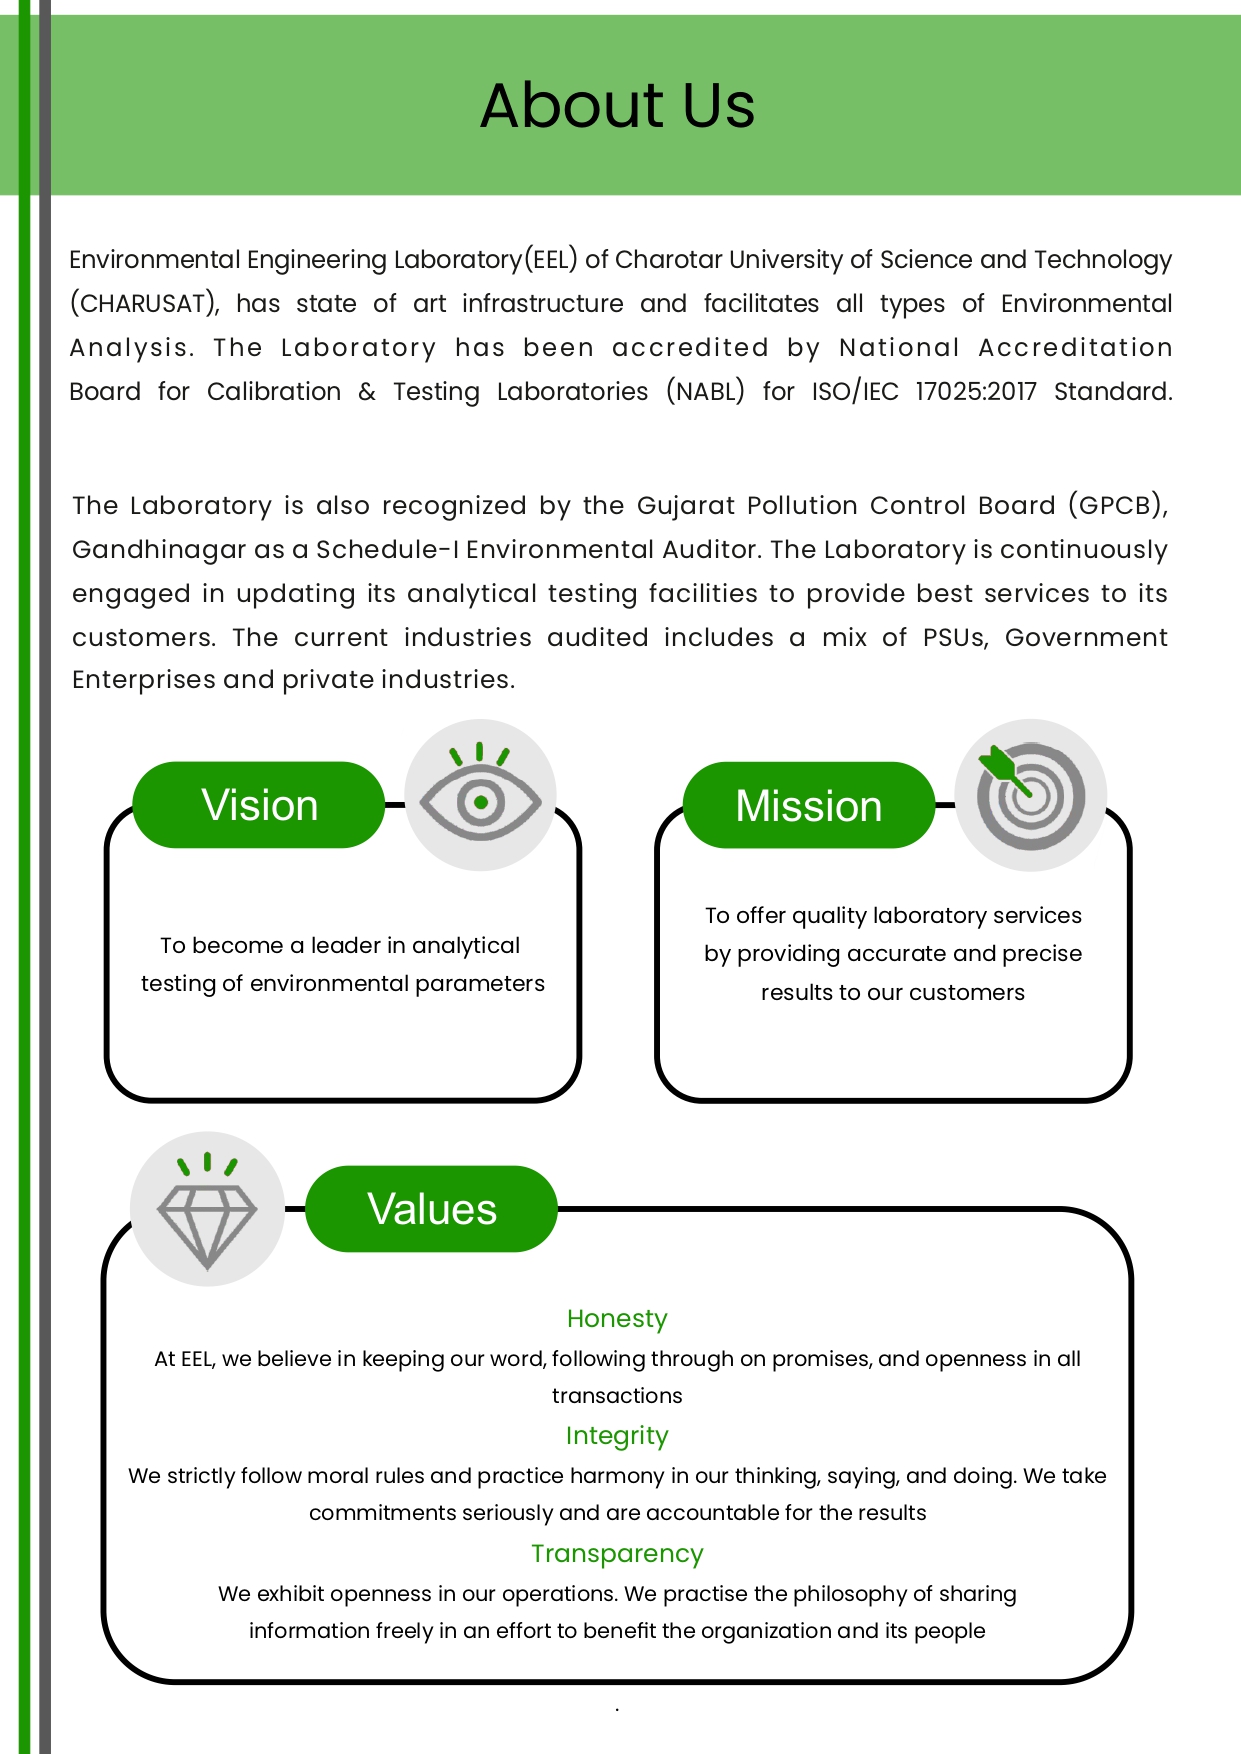 About Us
Environmental Engineering Laboratory(EEL) of Charotar University of Science and Technology
(CHARUSAT), has state of art infrastructure and facilitates all types of Environmental
Analysis. The Laboratory has been accredited by National Accreditation
Board for Calibration & Testing Laboratories (NABL) for ISO/IEC 17025:2017 Standard.
The Laboratory is also recognized by the Gujarat Pollution Control Board (GPCB),
Gandhinagar as a Schedule-I Environmental Auditor. The Laboratory is continuously
engaged in updating its analytical testing facilities to provide best services to its
customers. The current industries audited includes a mix of PSUs, Government
Enterprises and private industries.
Vision
To become a leader in analytical
testing of environmental parameters
Mission
To offer quality laboratory services
by providing accurate and precise
results to our customers
Values
Honesty
At EEL, we believe in keeping our word, following through on promises, and openness in all
transactions
Integrity
We strictly follow moral rules and practice harmony in our thinking, saying, and doing. We take
commitments seriously and are accountable for the results
Transparency
We exhibit openness in our operations. We practise the philosophy of sharing
information freely in an effort to benefit the organization and its people
.